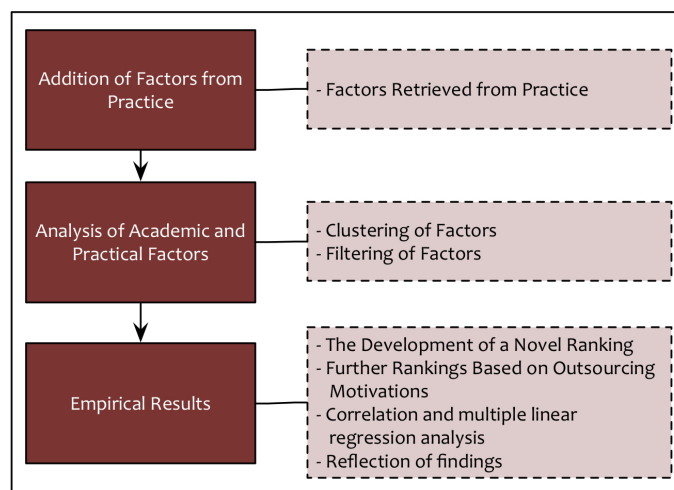 Addition of Factors from
Practice
- Factors Retrieved from Practice
Analysis of Academic and
Practical Factors
- Clustering of Factors
- Filtering of Factors
Empirical Results
- The Development of a Novel Ranking
- Further Rankings Based on Outsourcing
Motivations
- Correlation and multiple linear
regression analysis
- Reflection of findings